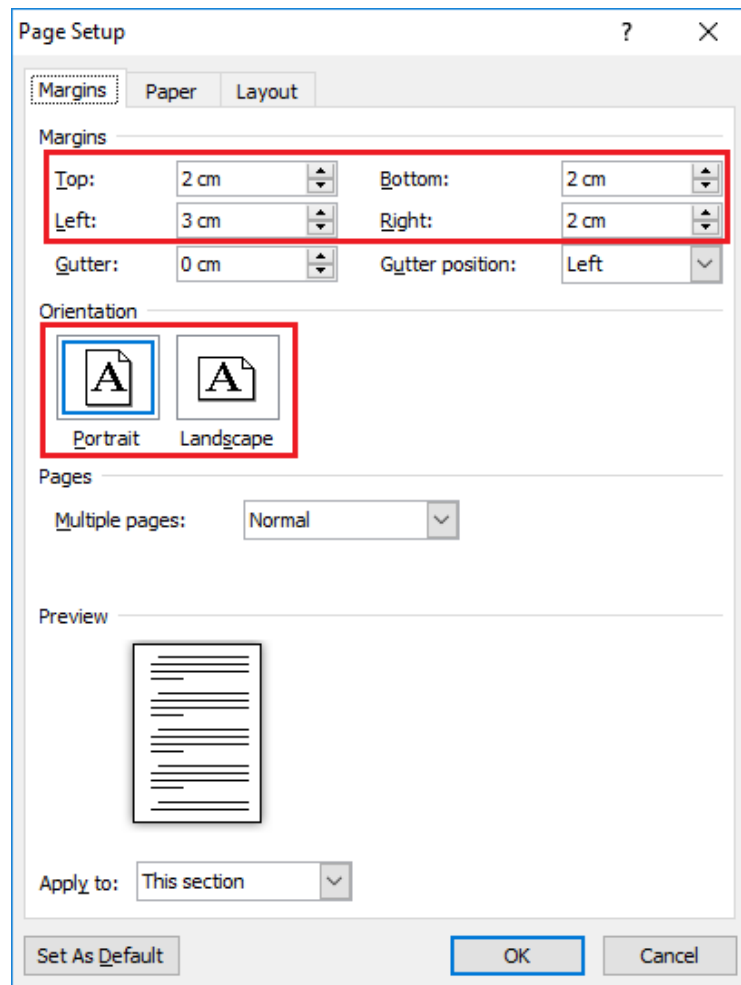 Page Setup ?
Margins Paper Layout
Margins
Top: 2 cm Bottom: 2 cm
Left: 3 cm Right: 2 cm
Gutter: 0 cm Gutter position: Left
Orientation
A A
Portrait Landscape
Pages
Multiple pages: Normal
Preview
Apply to: This section
Set As Default OK Cancel